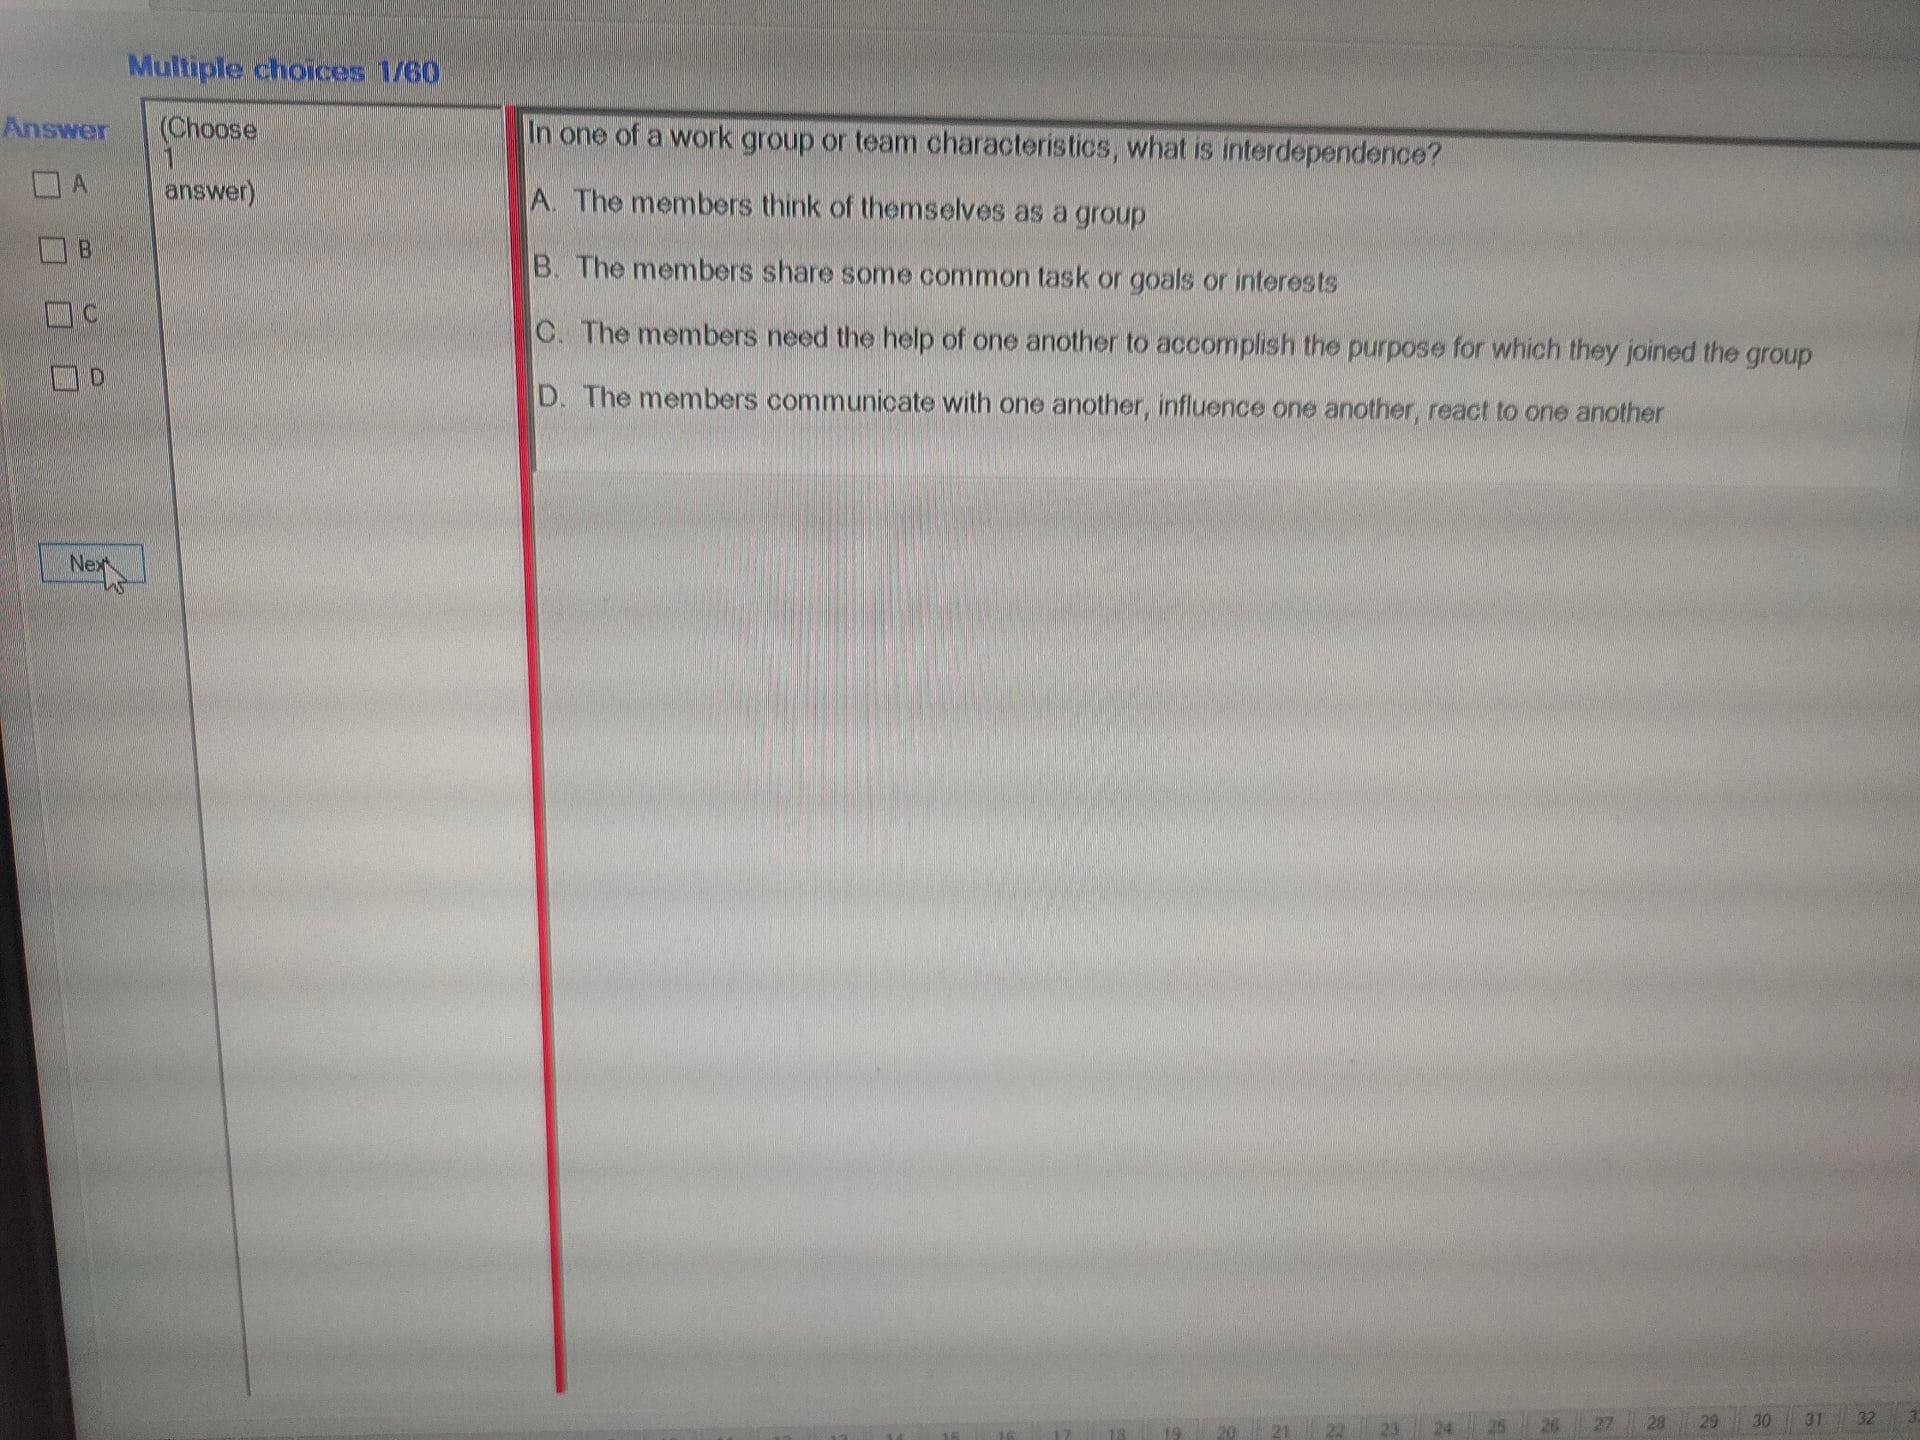 Multiple choices 1/60
Answer
A
B
C
D
Next
(Choose
1
answer)
In one of a work group or team characteristics, what is interdependence?
A. The members think of themselves as a group
B. The members share some common task or goals or interests
C. The members need the help of one another to accomplish the purpose for which they joined the group
D. The members communicate with one another, influence one another, react to one another
17 18 19 20 21 22 23 24 25 26 27 28 29 30 31 32